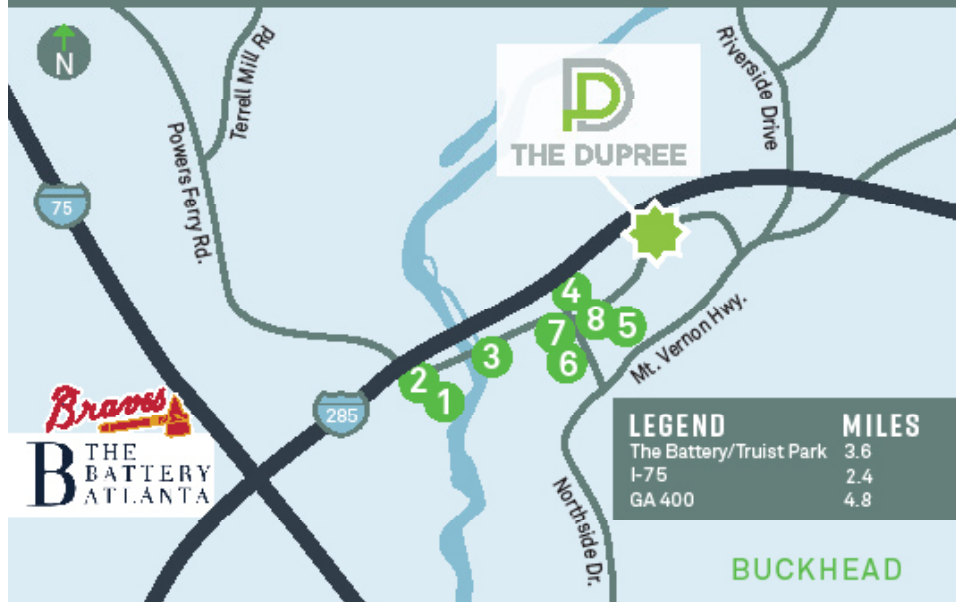 N
Terrell Mill Rd
Powers Ferry Rd.
Riverside Drive
THE DUPREE
75
4
8
5
7
6
3
2
1
Mt. Vernon Hwy.
285
Braves
B THE
BATTERY
ATLANTA
Northside Dr.
LEGEND MILES
The Battery/Truist Park 3.6
I-75 2.4
GA 400 4.8
BUCKHEAD